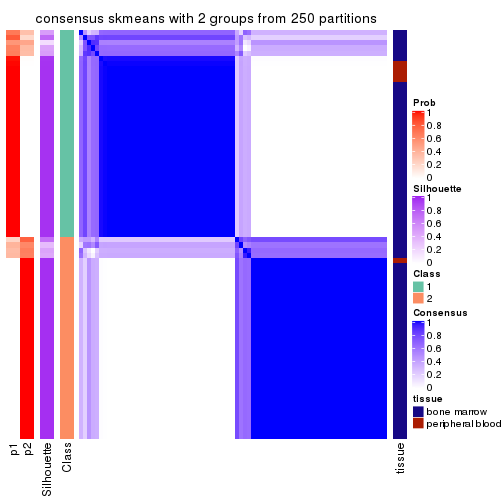 consensus skmeans with 2 groups from 250 partitions
Prob
1
0.8
0.6
0.4
0.2
0
Silhouette
1
0.8
0.6
0.4
0.2
0
Class
1
2
Consensus
1
0.8
0.6
0.4
0.2
0
tissue
bone marrow
peripheral blood
p1
p2
Silhouette
Class
tissue